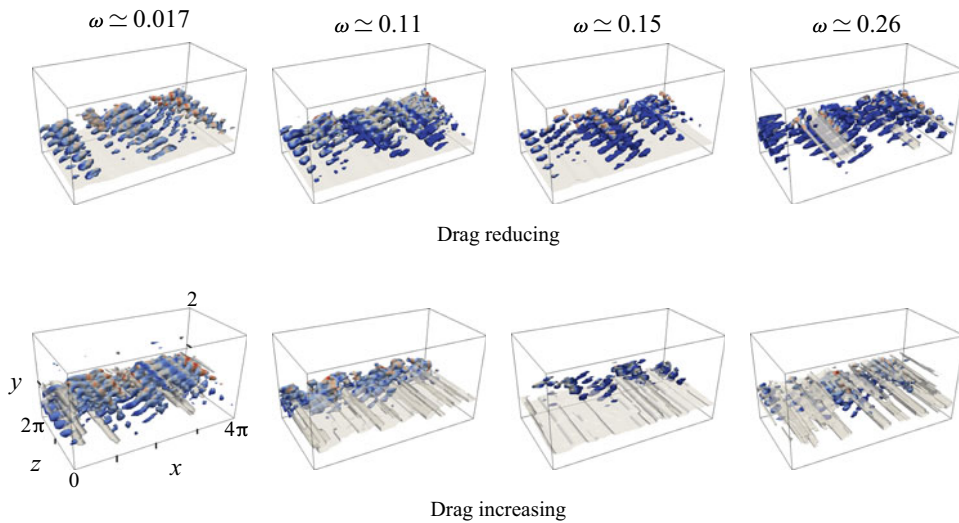 ω ≃ 0.017
ω ≃ 0.11
ω ≃ 0.15
ω ≃ 0.26
Drag reducing
2
y
2π
z
0
x
4π
Drag increasing